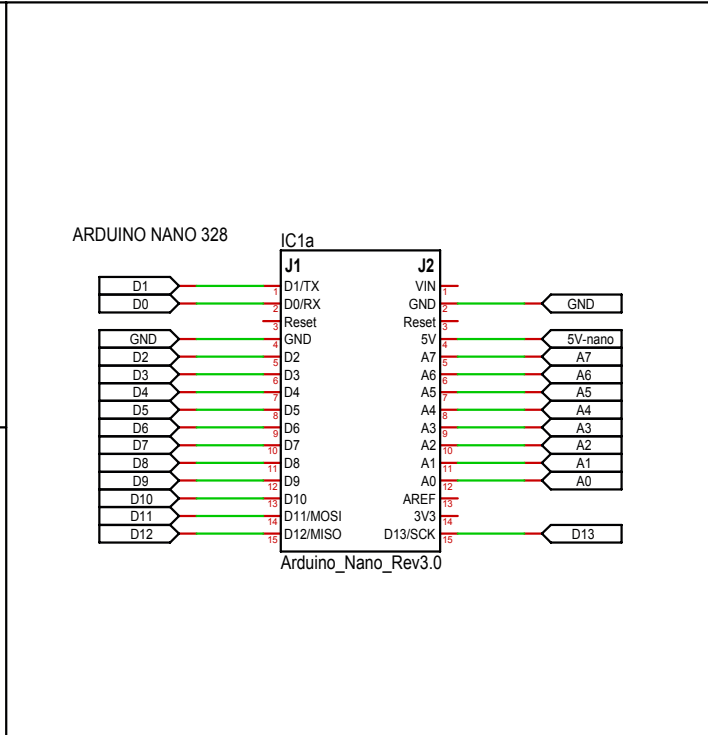 ARDUINO NANO 328
IC1a
J1 J2
D1 1 D1/TX VIN 1
D0 2 D0/RX GND 2 GND
3 Reset Reset 3
GND 4 GND 5V 4 5V-nano
D2 5 D2 A7 5 A7
D3 6 D3 A6 6 A6
D4 7 D4 A5 7 A5
D5 8 D5 A4 8 A4
D6 9 D6 A3 9 A3
D7 10 D7 A2 10 A2
D8 11 D8 A1 11 A1
D9 12 D9 A0 12 A0
D10 13 D10 AREF 13
D11 14 D11/MOSI 3V3 14
D12 15 D12/MISO D13/SCK 15 D13
Arduino_Nano_Rev3.0